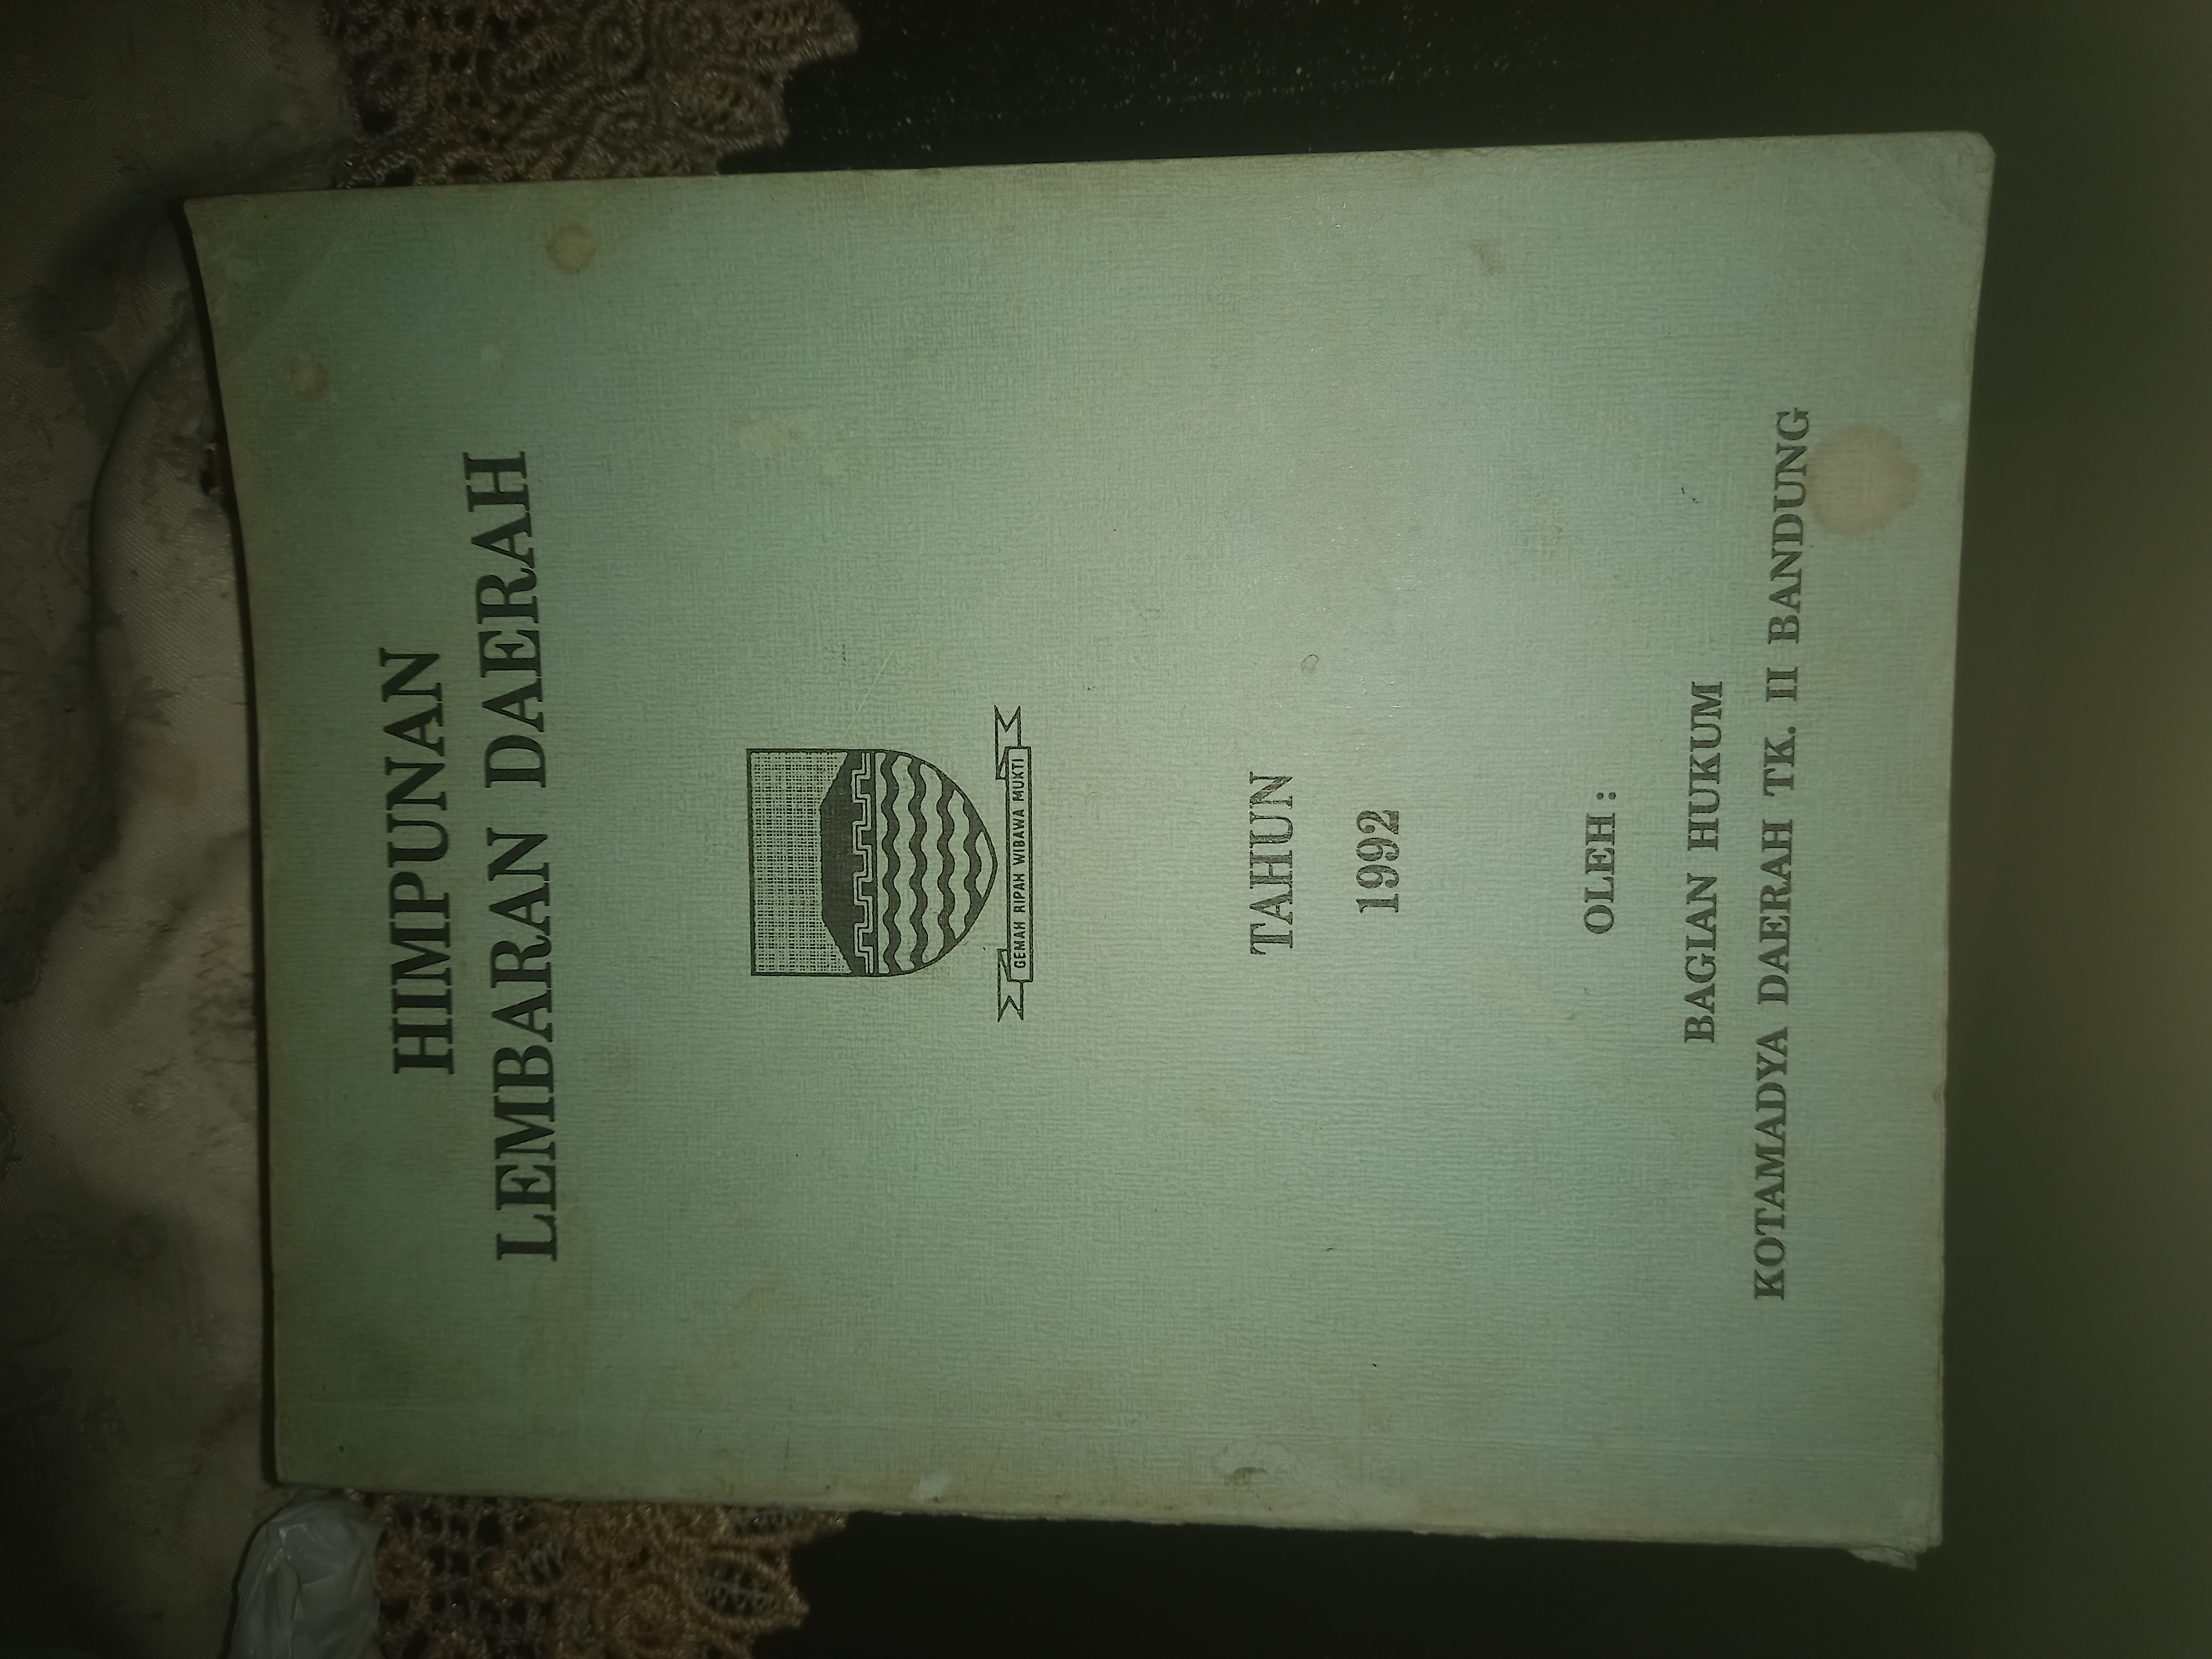 HIMPUNAN
LEMBARAN DAERAH
GEMAH RIPAH WIBAWA MUKTI
TAHUN
1992
OLEH :
BAGIAN HUKUM
KOTAMADYA DAERAH TK. II BANDUNG